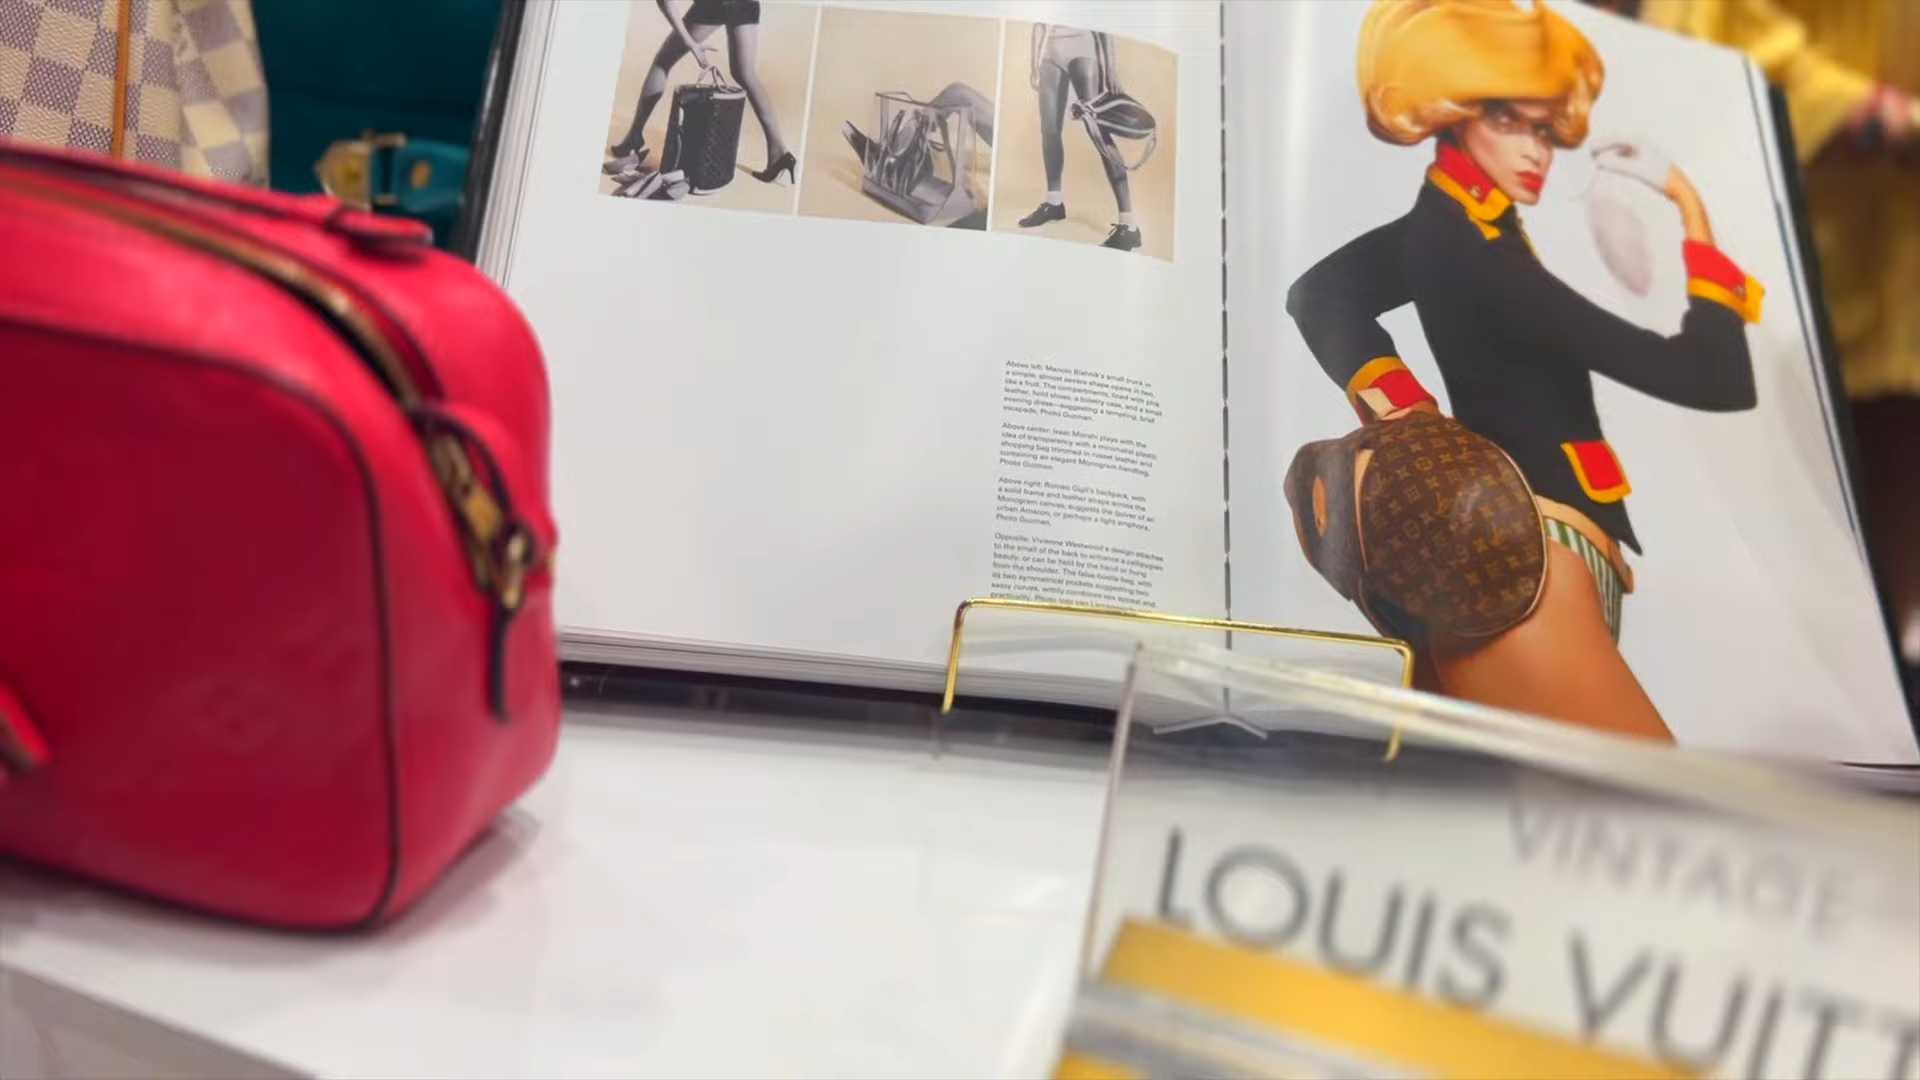 Above left: Manolo Blahnik's small trunk in
a simple, almost severe shape opens in two,
like a fruit. The compartments, lined with pink
leather, hold shoes, a toiletry case, and a small
evening dress—suggesting a tempting, brief
escapade. Photo Guzman.
Above center: Isaac Mizrahi plays with the
idea of transparency with a minimalist plastic
shopping bag trimmed in russet leather and
containing an elegant Monogram handbag.
Photo Guzman.
Above right: Romeo Gigli's backpack, with
a solid frame and leather straps across the
Monogram canvas, suggests the quiver of an
urban Amazon, or perhaps a light amphora.
Photo Guzman.
Opposite: Vivienne Westwood's design attaches
to the small of the back to enhance a callipygian
beauty, or can be held by the hand or hung
from the shoulder. The false-bustle bag, with
its two symmetrical pockets suggesting two
sassy curves, wittily combines sex appeal and
practicality. Photo Inez van
VINTAGE
LOUIS VUITT